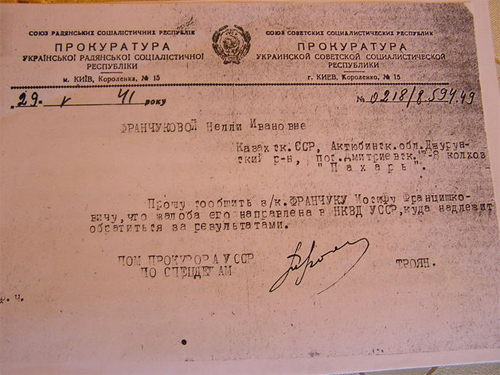 СОЮЗ РАДЯНСЬКИХ СОЦІАЛІСТИЧНИХ РЕСПУБЛІК
ПРОКУРАТУРА
УКРАЇНСЬКОЇ РАДЯНСЬКОЇ СОЦІАЛІСТИЧНОЇ
РЕСПУБЛІКИ
м. КИЇВ, Короленка, № 15
СОЮЗ СОВЕТСКИХ СОЦИАЛИСТИЧЕСКИХ РЕСПУБЛИК
ПРОКУРАТУРА
УКРАИНСКОЙ СОВЕТСКОЙ СОЦИАЛИСТИЧЕСКОЙ
РЕСПУБЛИКИ
г. КИЕВ, Короленко, № 15
29. V 41 року
№ 0218/8.594.49
ФРАНЧУКОВОЙ Нелли Ивановне
Казахск.ССР, Актюбинск.обл.Джурун-
ский р-н, пос.Дмитриевск. колхоз
"Пахарь".
Прошу сообщить з/к.ФРАНЧУКУ Иосифу Францишко-
вичу,что жалоба его направлена в НКВД УССР,куда надлежит
обратиться за результатами.
ПОМ ПРОКУРОРА УССР
ПО СПЕЦДЕЛАМ
ТРОЯН.